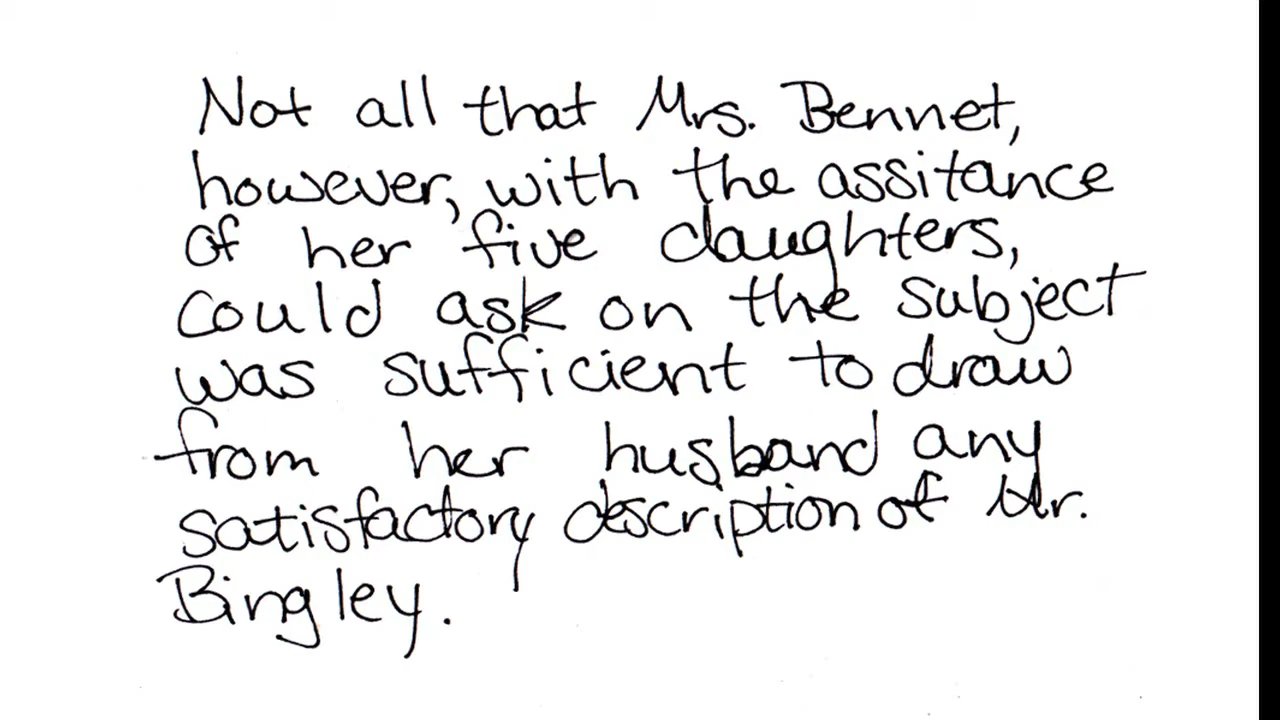 Not all that Mrs. Bennet,
however, with the assitance
of her five daughters,
could ask on the subject
was sufficient to draw
from her husband any
satisfactory description of Mr.
Bingley.